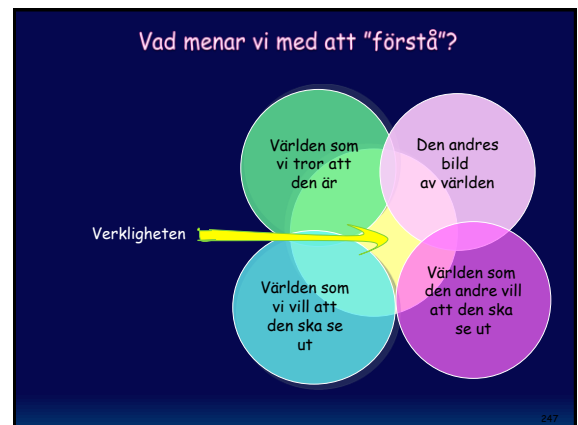 Vad menar vi med att ”förstå”?
Världen som
vi tror att
den är
Den andres
bild
av världen
Verkligheten
Världen som
vi vill att
den ska se
ut
Världen som
den andre vill
att den ska
se ut
247